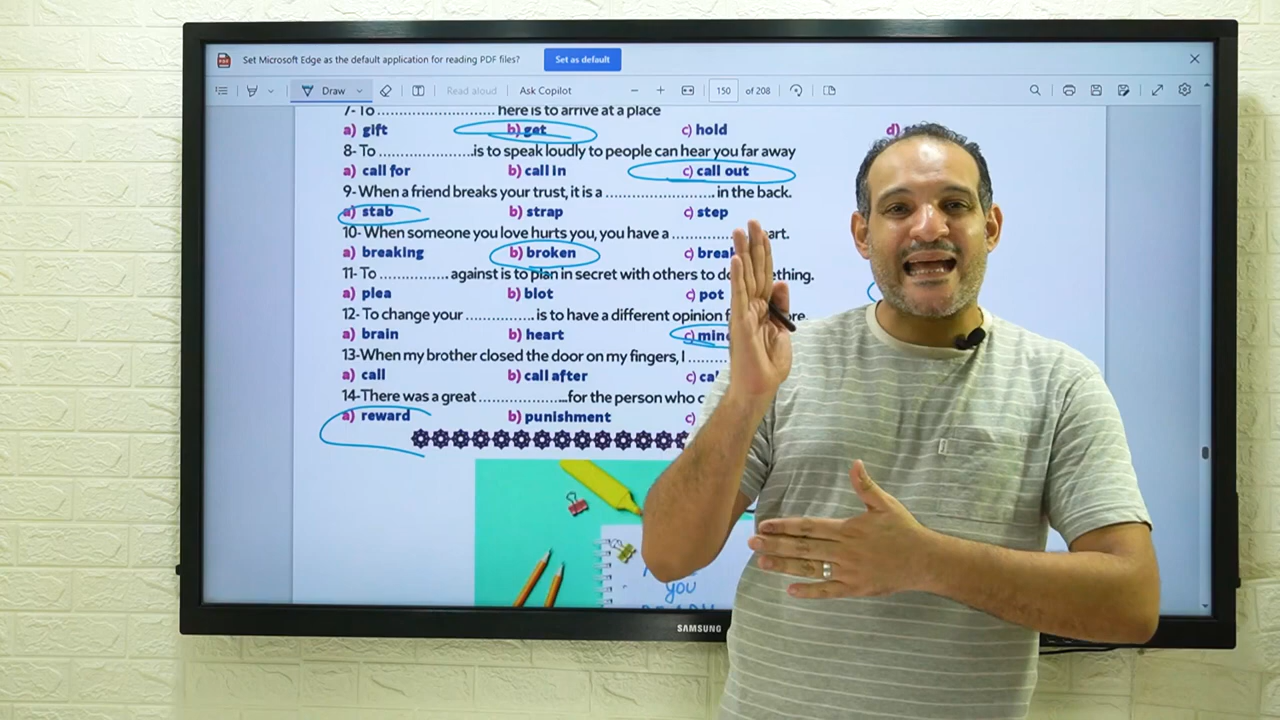 Set Microsoft Edge as the default application for reading PDF files? Set as default
Draw Read aloud Ask Copilot 150 of 208
7- To ........................... here is to arrive at a place
a) gift b) get c) hold d)
8- To ......................is to speak loudly to people can hear you far away
a) call for b) call in c) call out
9- When a friend breaks your trust, it is a ......................... in the back.
a) stab b) strap c) step
10- When someone you love hurts you, you have a ............
a) breaking b) broken
11- To ................ against is to plan in secret with others to do
a) plea b) blot c) pot
12- To change your ................ is to have a different opinion
a) brain b) heart c)
13-When my brother closed the door on my fingers, I .........
a) call b) call after c)
14-There was a great .....................for the person who
a) reward b) punishment c)
YOU
SAMSUNG